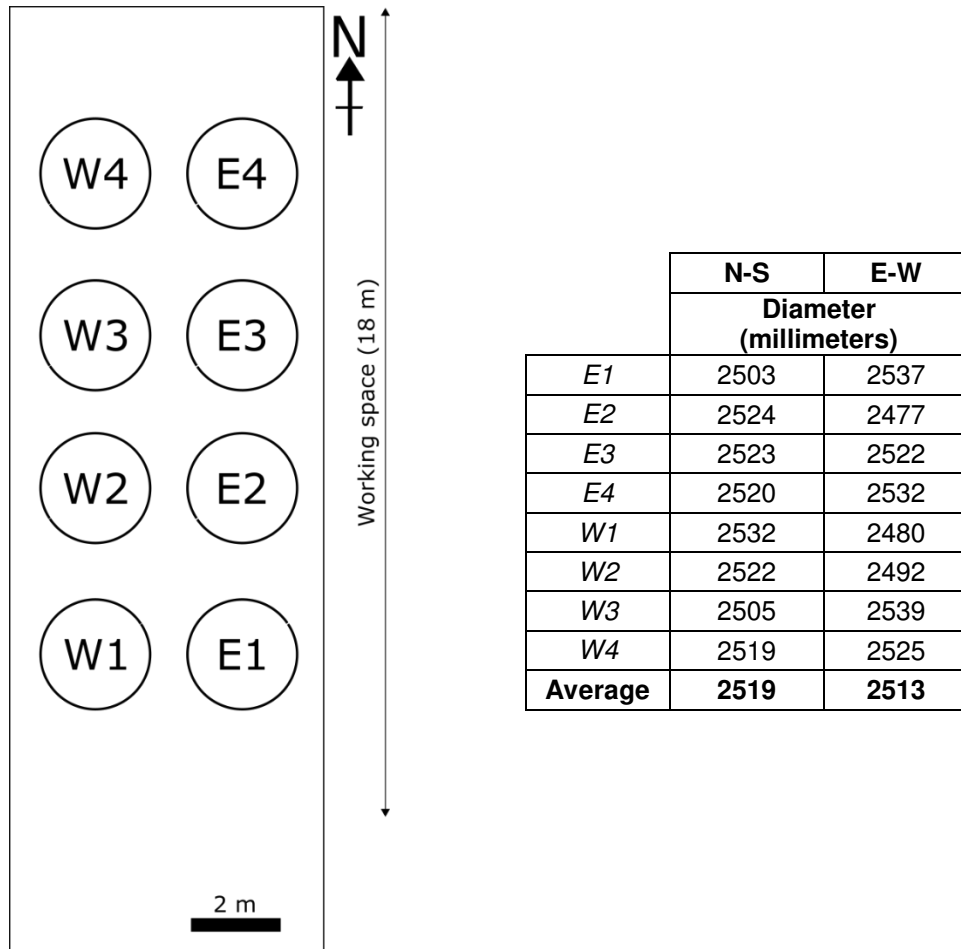 N
W4 E4
W3 E3
W2 E2
W1 E1
Working space (18 m)
2 m
N-S E-W
Diameter
(millimeters)
E1 2503 2537
E2 2524 2477
E3 2523 2522
E4 2520 2532
W1 2532 2480
W2 2522 2492
W3 2505 2539
W4 2519 2525
Average 2519 2513